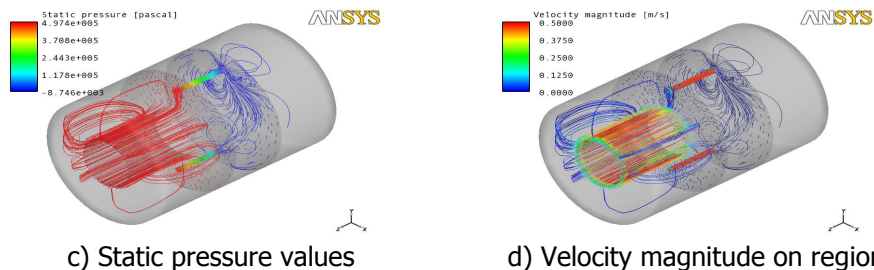 Static pressure [pascal]
4.974e+005
3.708e+005
2.443e+005
1.178e+005
-8.746e+003
ANSYS
Y
Z X
c) Static pressure values
Velocity magnitude [m/s]
0.5000
0.3750
0.2500
0.1250
0.0000
ANSYS
Y
Z X
d) Velocity magnitude on region